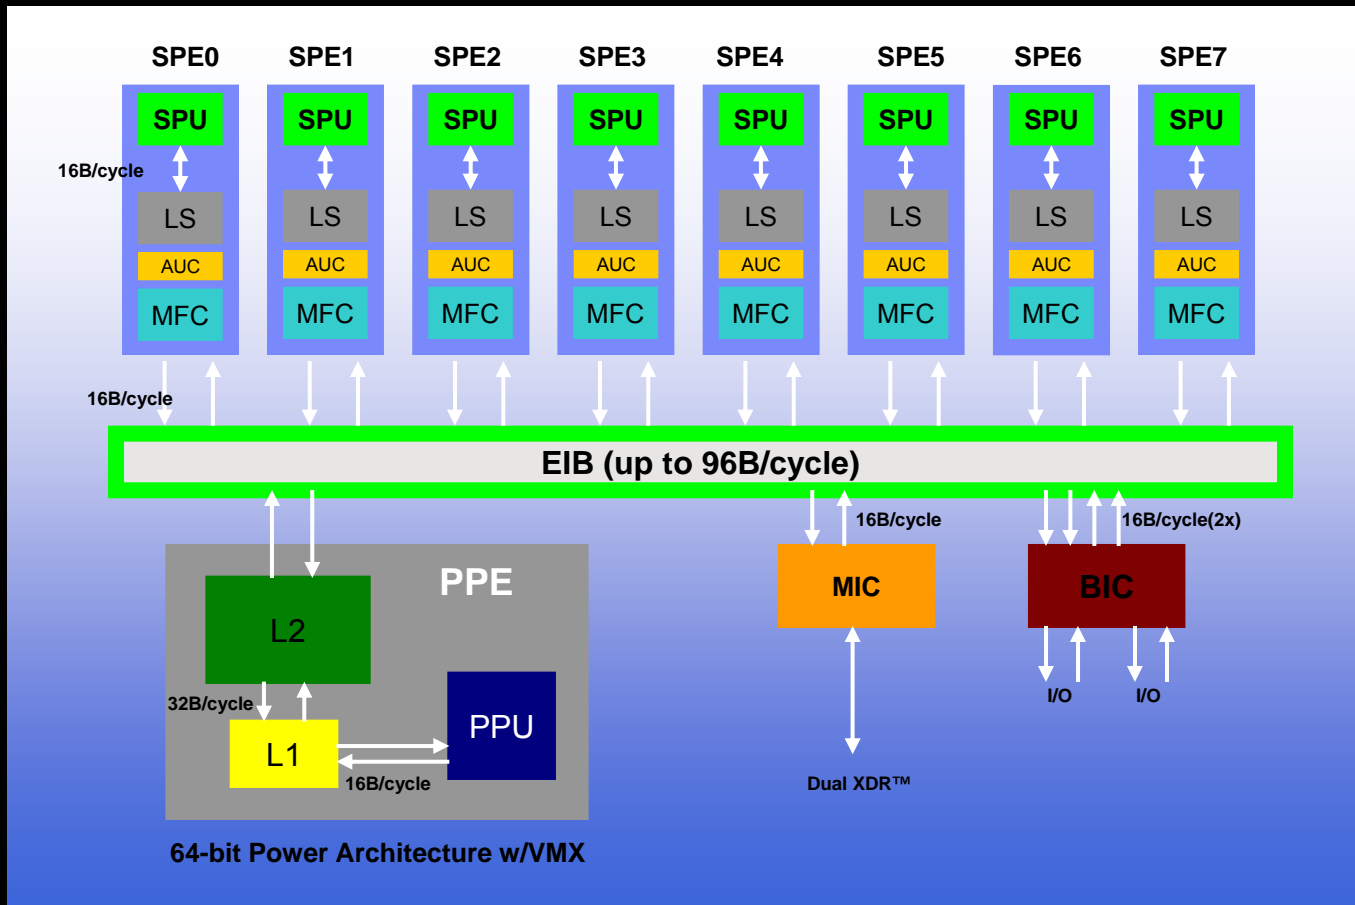 SPE0 SPE1 SPE2 SPE3 SPE4 SPE5 SPE6 SPE7
SPU SPU SPU SPU SPU SPU SPU SPU
16B/cycle
LS LS LS LS LS LS LS LS
AUC AUC AUC AUC AUC AUC AUC AUC
MFC MFC MFC MFC MFC MFC MFC MFC
16B/cycle
EIB (up to 96B/cycle)
16B/cycle 16B/cycle(2x)
PPE MIC BIC
L2
32B/cycle I/O I/O
PPU
L1
16B/cycle Dual XDR™
64-bit Power Architecture w/VMX